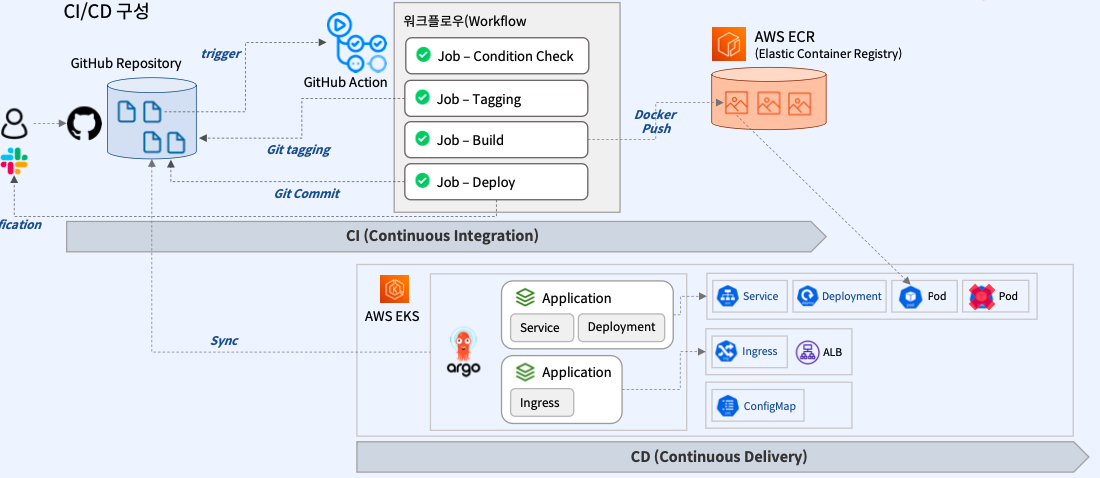 CI/CD 구성
GitHub Repository
trigger
GitHub Action
워크플로우(Workflow
Job – Condition Check
Job – Tagging
Job – Build
Job – Deploy
AWS ECR
(Elastic Container Registry)
Docker
Push
Git tagging
Git Commit
fication
CI (Continuous Integration)
AWS EKS
argo
Application
Service
Deployment
Application
Ingress
Service
Deployment
Pod
Pod
Ingress
ALB
ConfigMap
Sync
CD (Continuous Delivery)